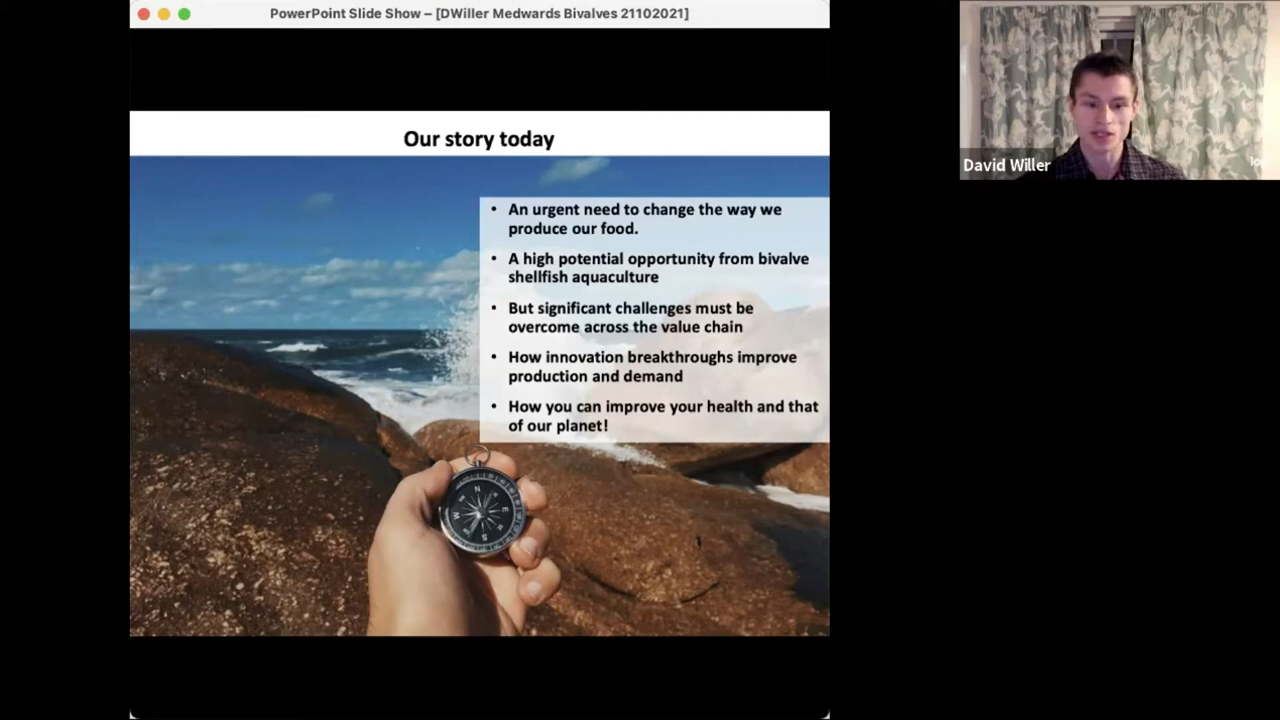 PowerPoint Slide Show – [DWiller Medwards Bivalves 21102021]
Our story today
• An urgent need to change the way we
produce our food.
• A high potential opportunity from bivalve
shellfish aquaculture
• But significant challenges must be
overcome across the value chain
• How innovation breakthroughs improve
production and demand
• How you can improve your health and that
of our planet!
N
E
S
W
David Willer